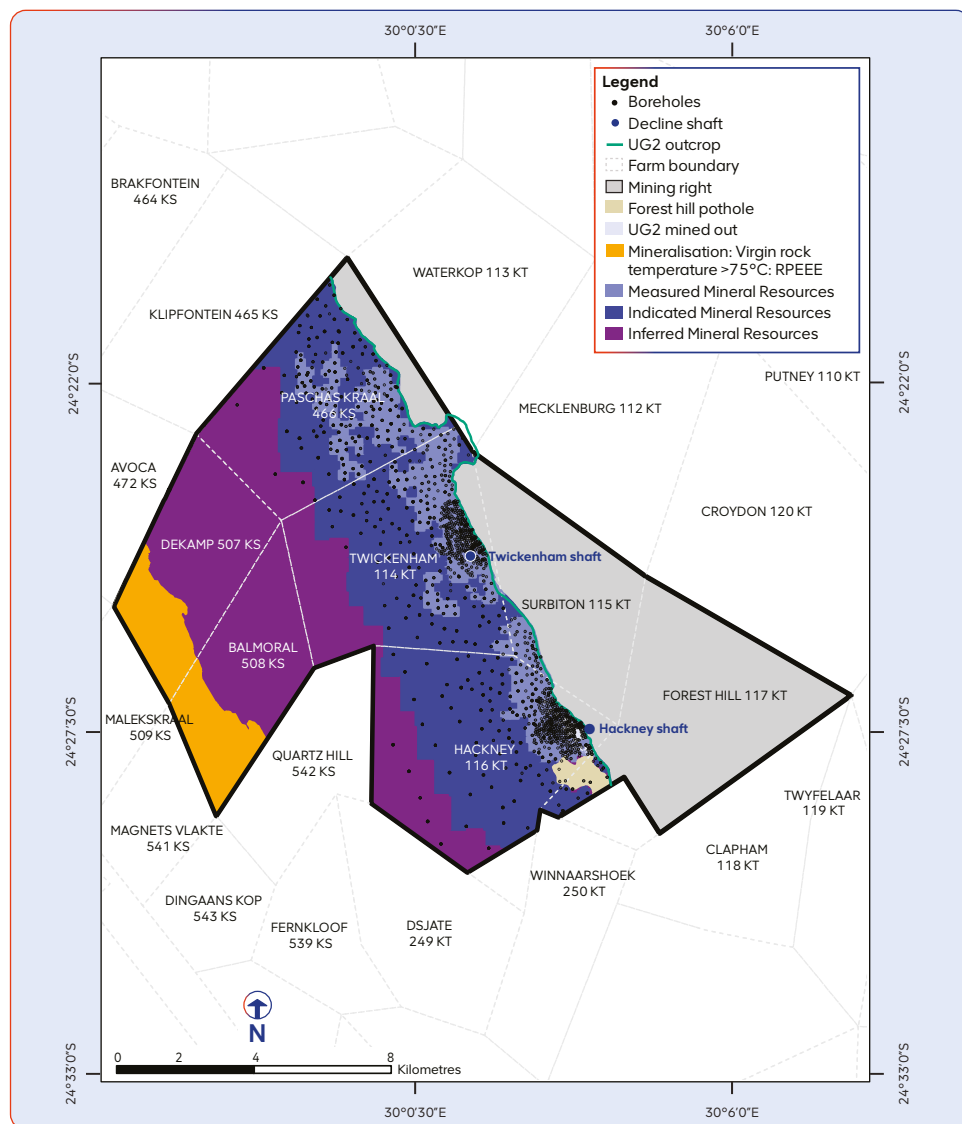 30°0'30"E
30°6'0"E
Legend
Boreholes
Decline shaft
UG2 outcrop
Farm boundary
Mining right
Forest hill pothole
UG2 mined out
Mineralisation: Virgin rock
temperature >75°C: RPEEE
Measured Mineral Resources
Indicated Mineral Resources
Inferred Mineral Resources
BRAKFONTEIN
464 KS
WATERKOP 113 KT
KLIPFONTEIN 465 KS
24°22'0"S
24°22'0"S
PUTNEY 110 KT
PASCHAS KRAAL
466 KS
MECKLENBURG 112 KT
AVOCA
472 KS
CROYDON 120 KT
DEKAMP 507 KS
TWICKENHAM
114 KT
Twickenham shaft
SURBITON 115 KT
BALMORAL
508 KS
FOREST HILL 117 KT
MALEKSKRAAL
509 KS
24°27'30"S
24°27'30"S
Hackney shaft
QUARTZ HILL
542 KS
HACKNEY
116 KT
TWYFELAAR
119 KT
MAGNETS VLAKTE
541 KS
CLAPHAM
118 KT
WINNAARSHOEK
250 KT
DINGAANS KOP
543 KS
FERNKLOOF
539 KS
DSJATE
249 KT
N
0 2 4 8
Kilometres
24°33'0"S
24°33'0"S
30°0'30"E
30°6'0"E